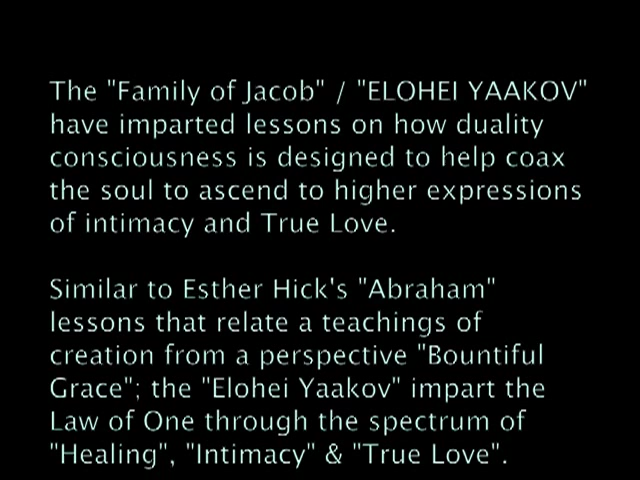 The "Family of Jacob" / "ELOHEI YAAKOV"
have imparted lessons on how duality
consciousness is designed to help coax
the soul to ascend to higher expressions
of intimacy and True Love.
Similar to Esther Hick's "Abraham"
lessons that relate a teachings of
creation from a perspective "Bountiful
Grace"; the "Elohei Yaakov" impart the
Law of One through the spectrum of
"Healing", "Intimacy" & "True Love".